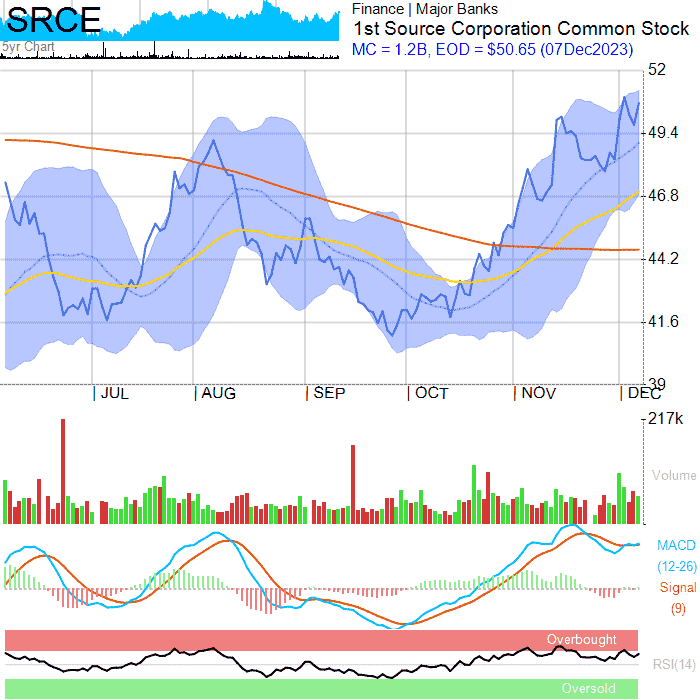 SRCE
5yr Chart
Finance | Major Banks
1st Source Corporation Common Stock
MC = 1.2B, EOD = $50.65 (07Dec2023)
52
49.4
46.8
44.2
41.6
39
| JUL | AUG | SEP | OCT | NOV | DEC
217k
Volume
MACD
(12-26)
Signal
(9)
Overbought
RSI(14)
Oversold